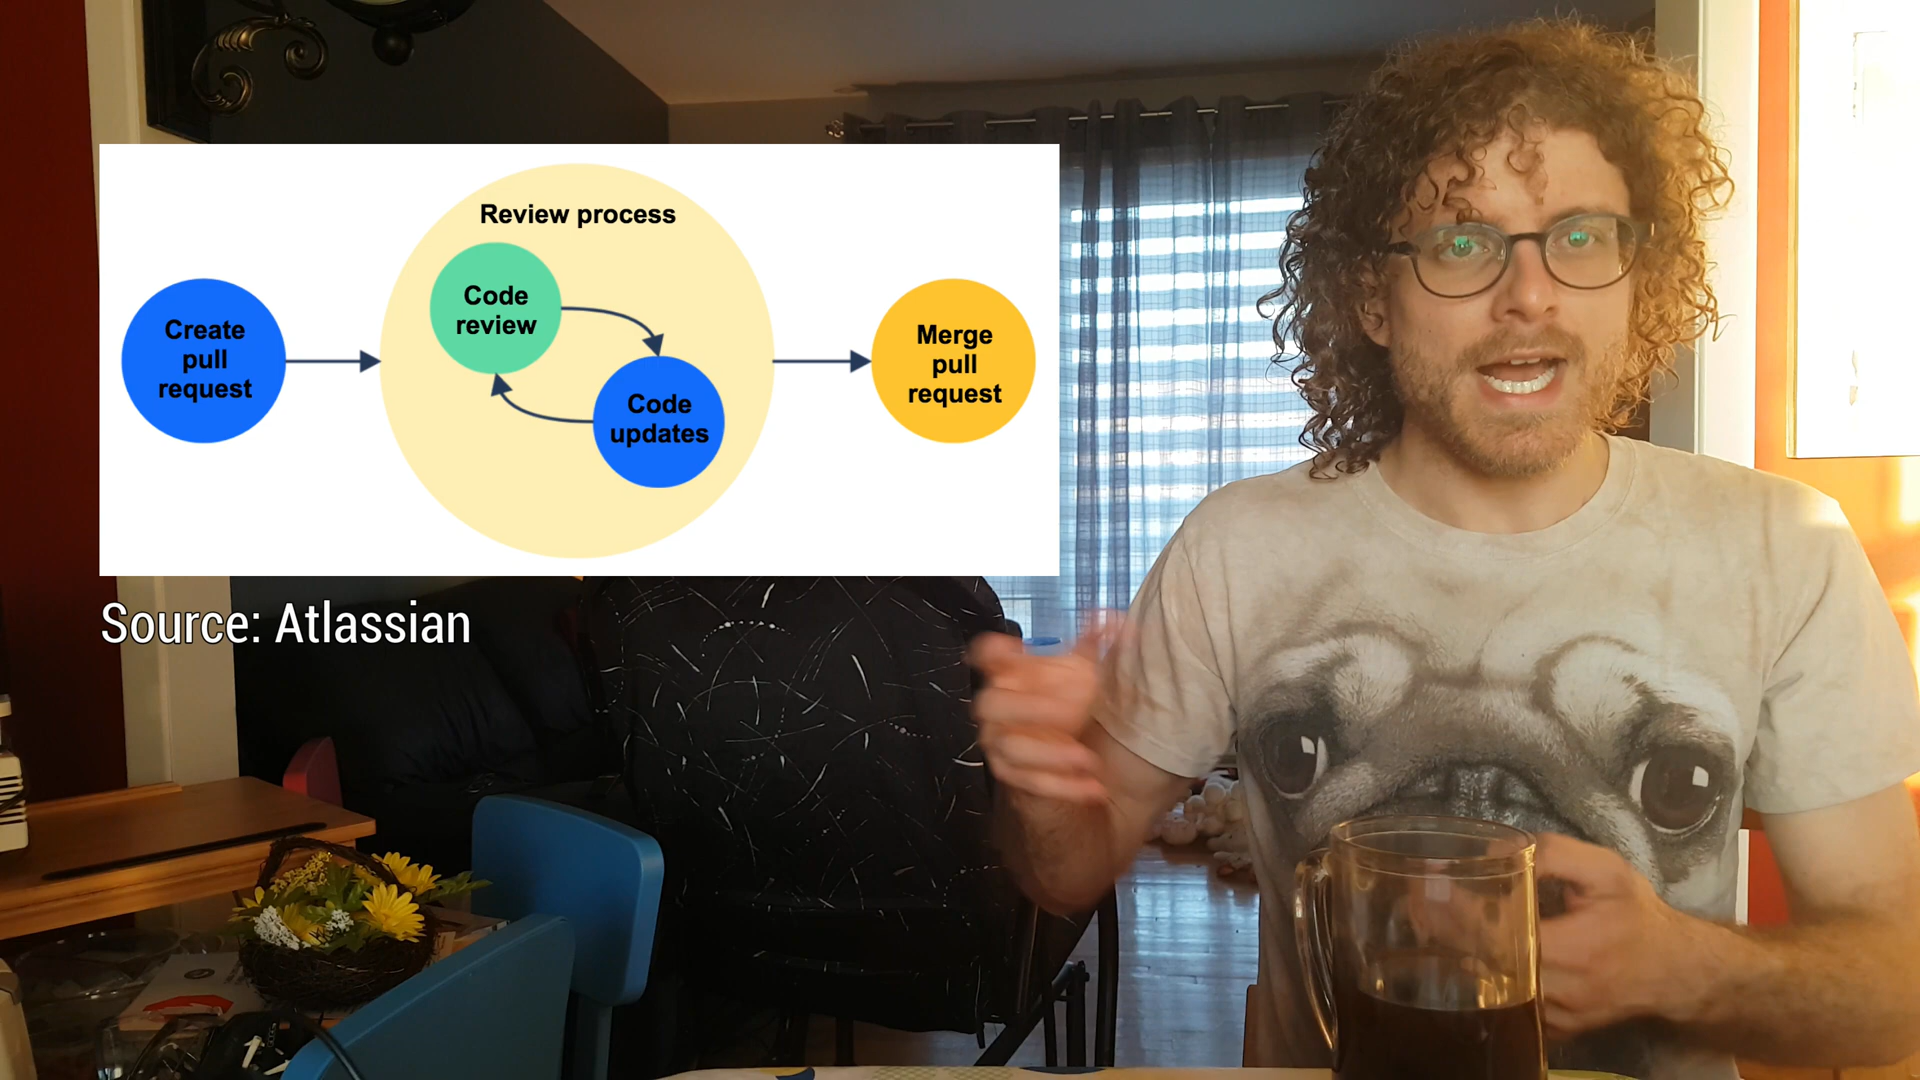 Review process
Code
review
Code
updates
Create
pull
request
Merge
pull
request
Source: Atlassian